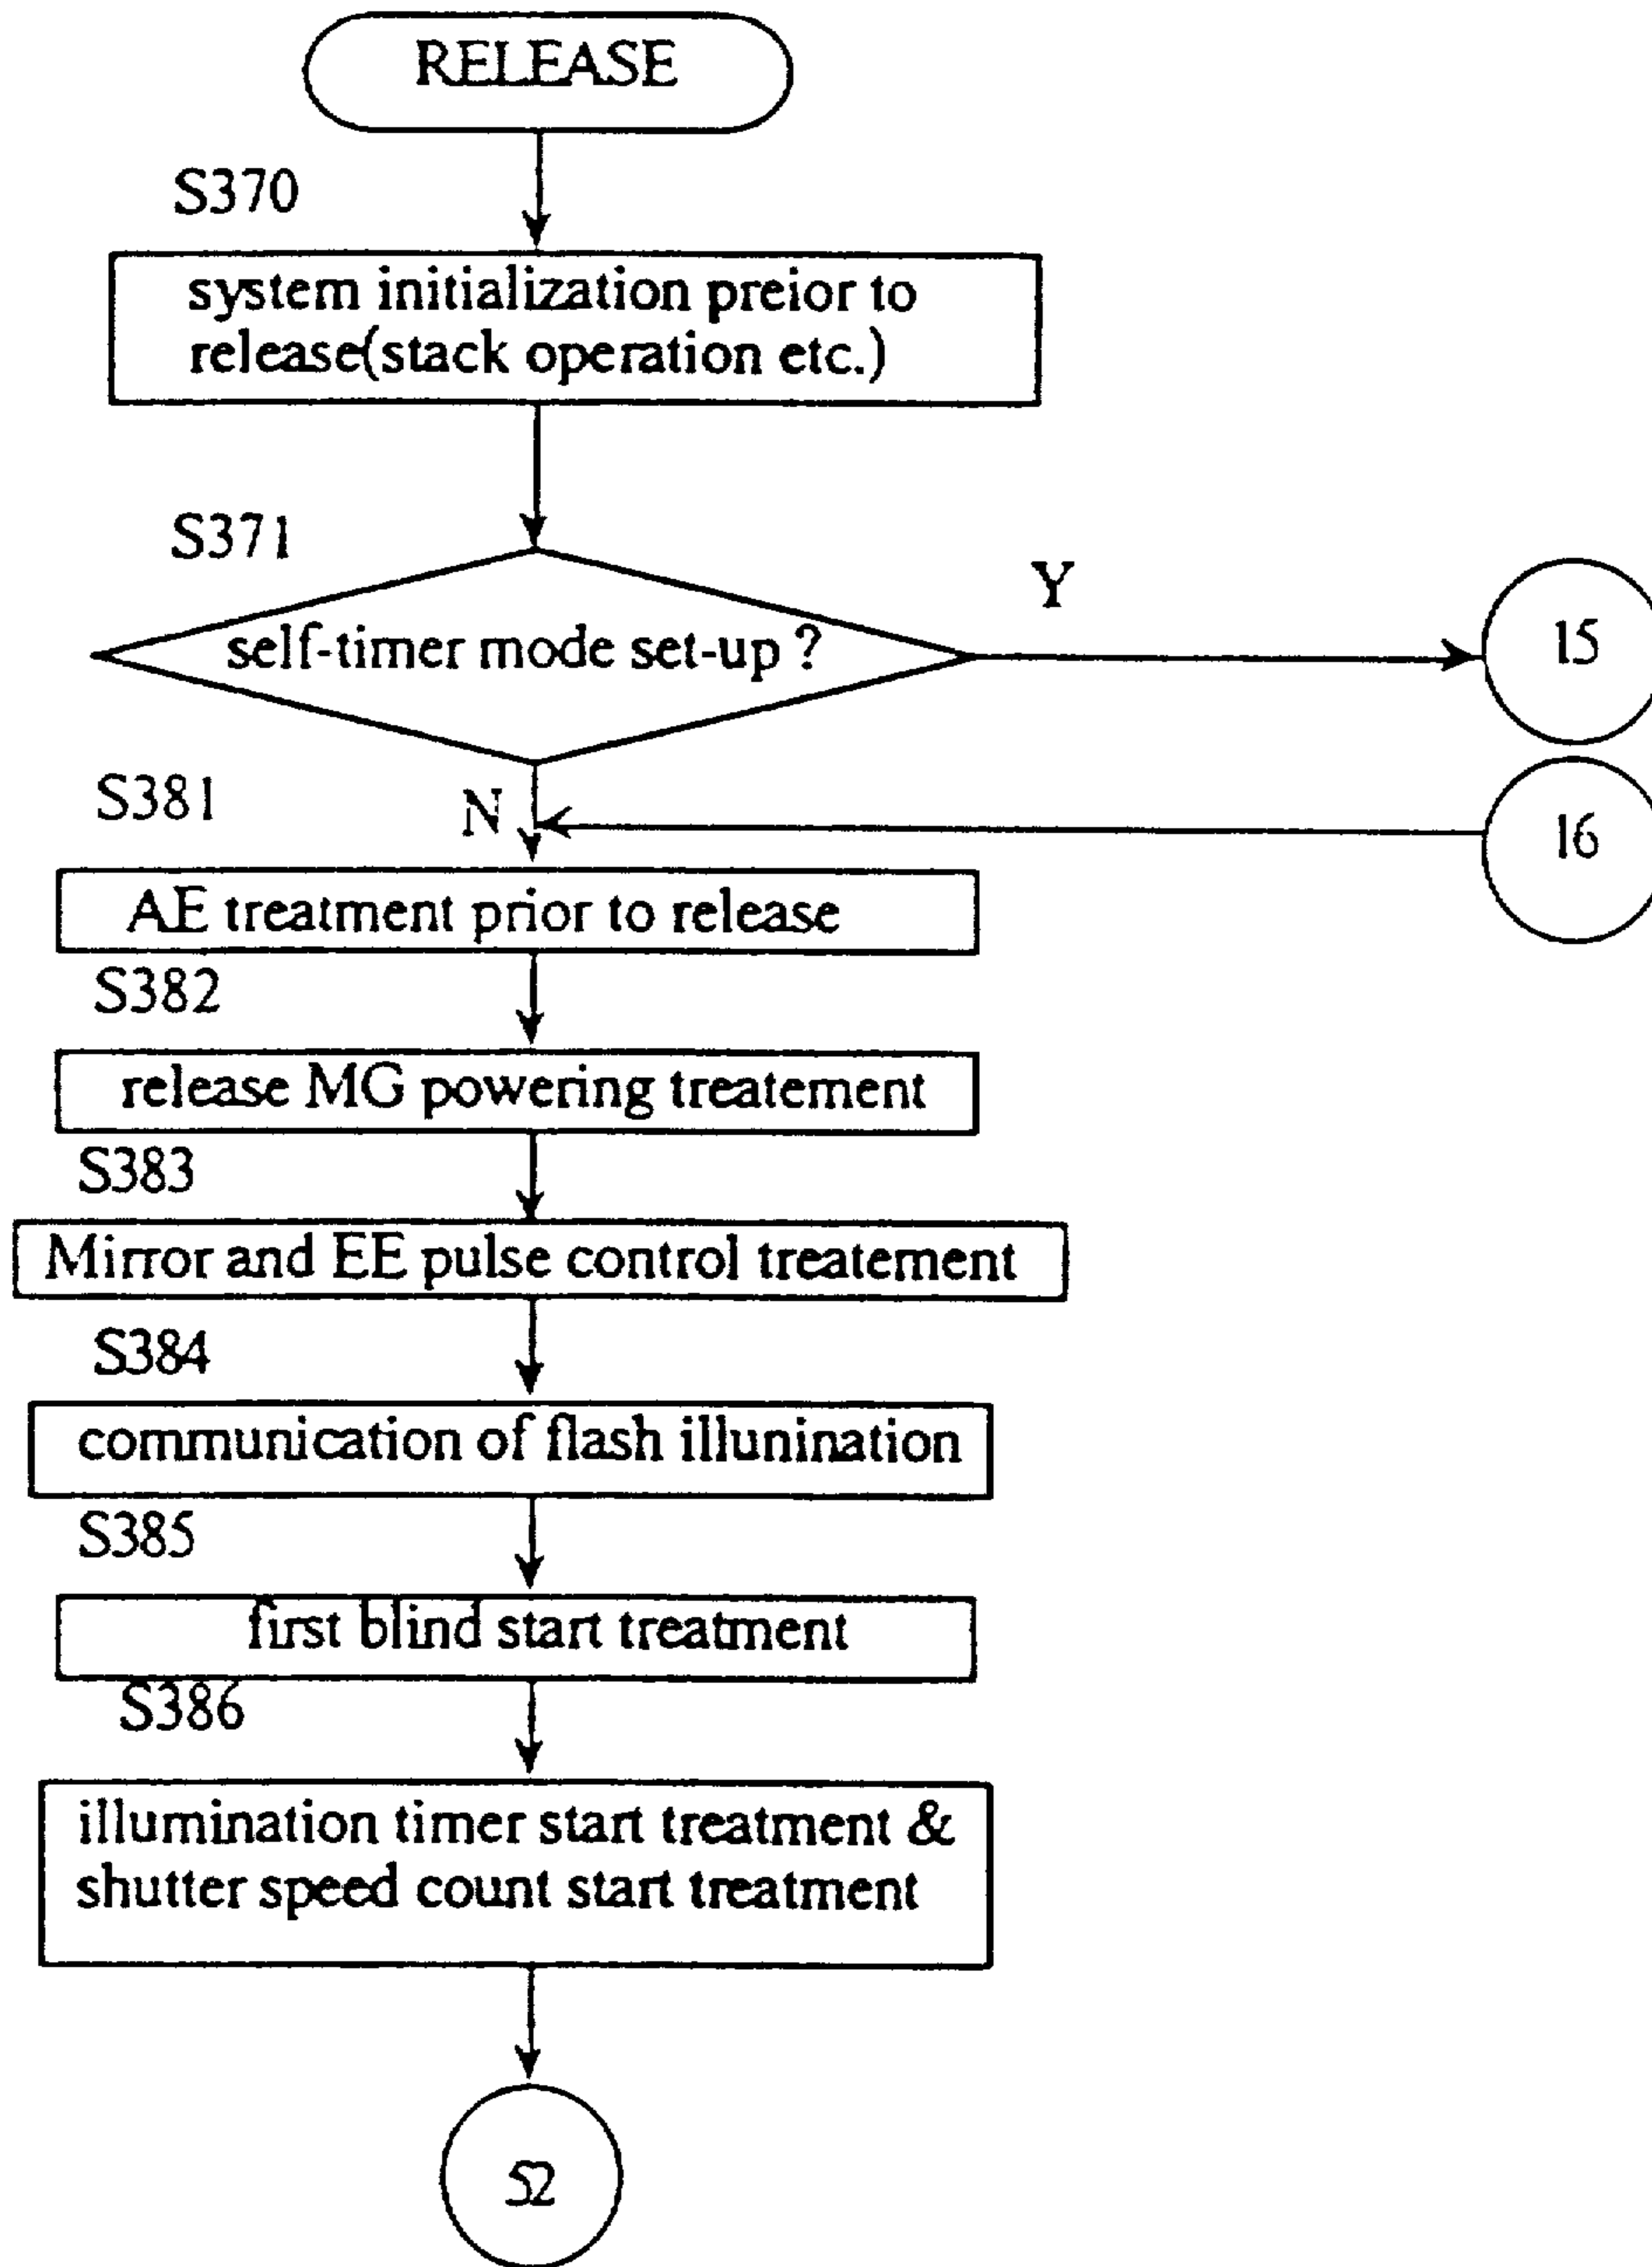 RELEASE
S370
system initialization preior to
release(stack operation etc.)
S371
self-timer mode set-up ?
Y
15
S381
N
16
AE treatment prior to release
S382
release MG powering treatement
S383
Mirror and EE pulse control treatement
S384
communication of flash illunination
S385
first blind start treatment
S386
illumination timer start treatment &
shutter speed count start treatment
52